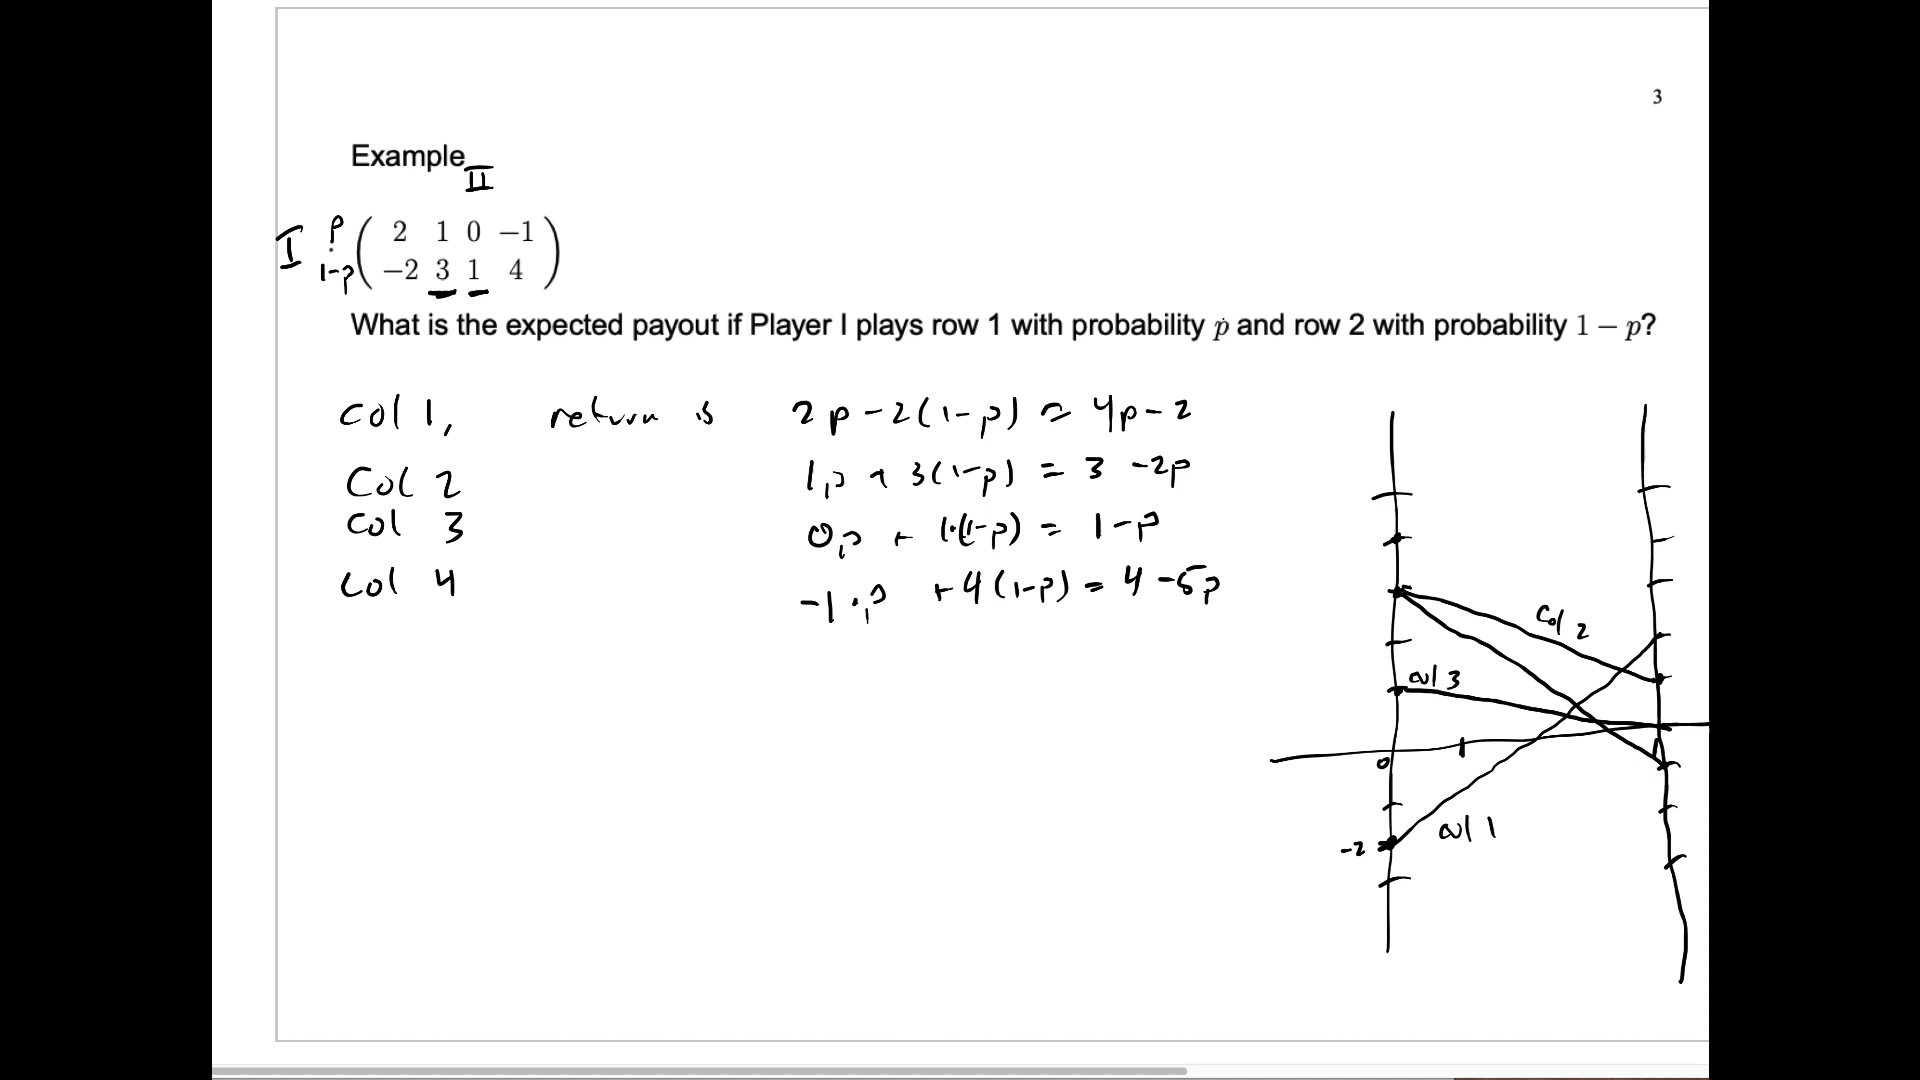 3
Example
II
I p 2 1 0 −1
1-p −2 3 1 4
What is the expected payout if Player I plays row 1 with probability p and row 2 with probability 1 − p?
Col 1, return is 2p - 2(1-p) = 4p - 2
Col 2 1p + 3(1-p) = 3 - 2p
Col 3 0p + 1·(1-p) = 1 - p
Col 4 -1·p + 4(1-p) = 4 - 5p
Col 2
col 3
0
1
-2
col 1